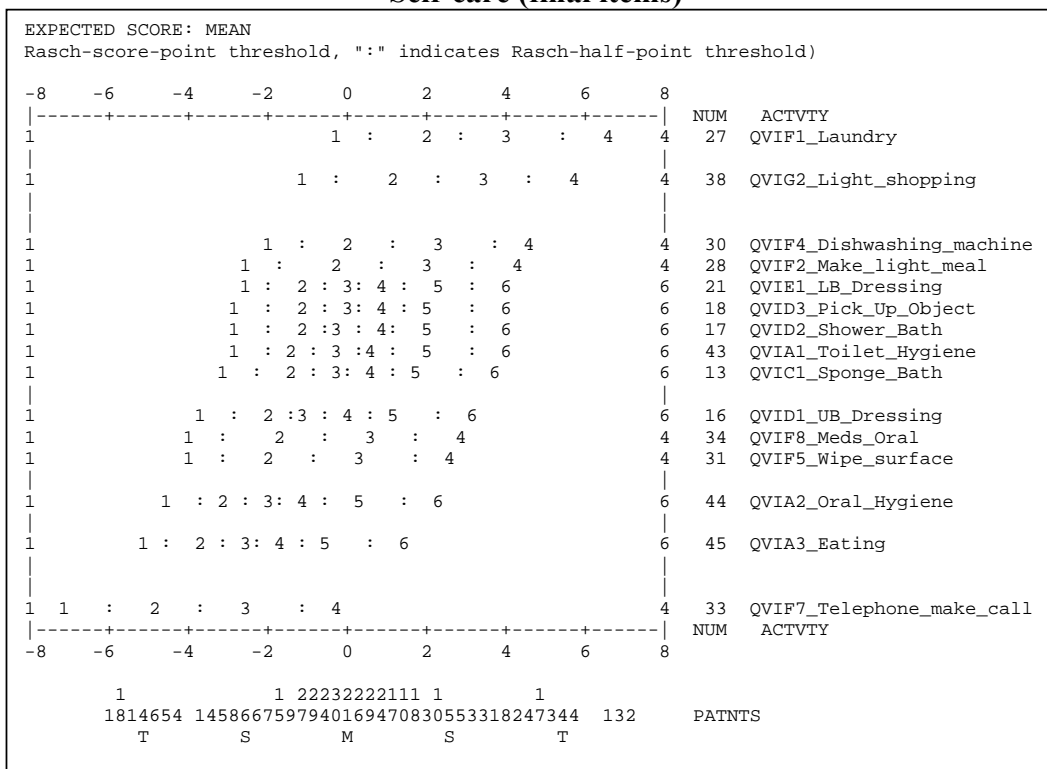 Self-care (final items)
EXPECTED SCORE: MEAN
Rasch-score-point threshold, ":" indicates Rasch-half-point threshold)
-8 -6 -4 -2 0 2 4 6 8
|------+------+------+------+------+------+------+------| NUM ACTVTY
1 1 : 2 : 3 : 4 4 27 QVIF1_Laundry
| |
1 1 : 2 : 3 : 4 4 38 QVIG2_Light_shopping
| |
| |
1 1 : 2 : 3 : 4 4 30 QVIF4_Dishwashing_machine
1 1 : 2 : 3 : 4 4 28 QVIF2_Make_light_meal
1 1 : 2 : 3: 4 : 5 : 6 6 21 QVIE1_LB_Dressing
1 1 : 2 : 3: 4 : 5 : 6 6 18 QVID3_Pick_Up_Object
1 1 : 2 :3 : 4: 5 : 6 6 17 QVID2_Shower_Bath
1 1 : 2 : 3 :4 : 5 : 6 6 43 QVIA1_Toilet_Hygiene
1 1 : 2 : 3: 4 : 5 : 6 6 13 QVIC1_Sponge_Bath
| |
1 1 : 2 :3 : 4 : 5 : 6 6 16 QVID1_UB_Dressing
1 1 : 2 : 3 : 4 4 34 QVIF8_Meds_Oral
1 1 : 2 : 3 : 4 4 31 QVIF5_Wipe_surface
| |
1 1 : 2 : 3: 4 : 5 : 6 6 44 QVIA2_Oral_Hygiene
| |
1 1 : 2 : 3: 4 : 5 : 6 6 45 QVIA3_Eating
| |
| |
1 1 : 2 : 3 : 4 4 33 QVIF7_Telephone_make_call
|------+------+------+------+------+------+------+------| NUM ACTVTY
-8 -6 -4 -2 0 2 4 6 8
1 1 22232222111 1 1
1814654 1458667597940169470830553318247344 132 PATNTS
T S M S T